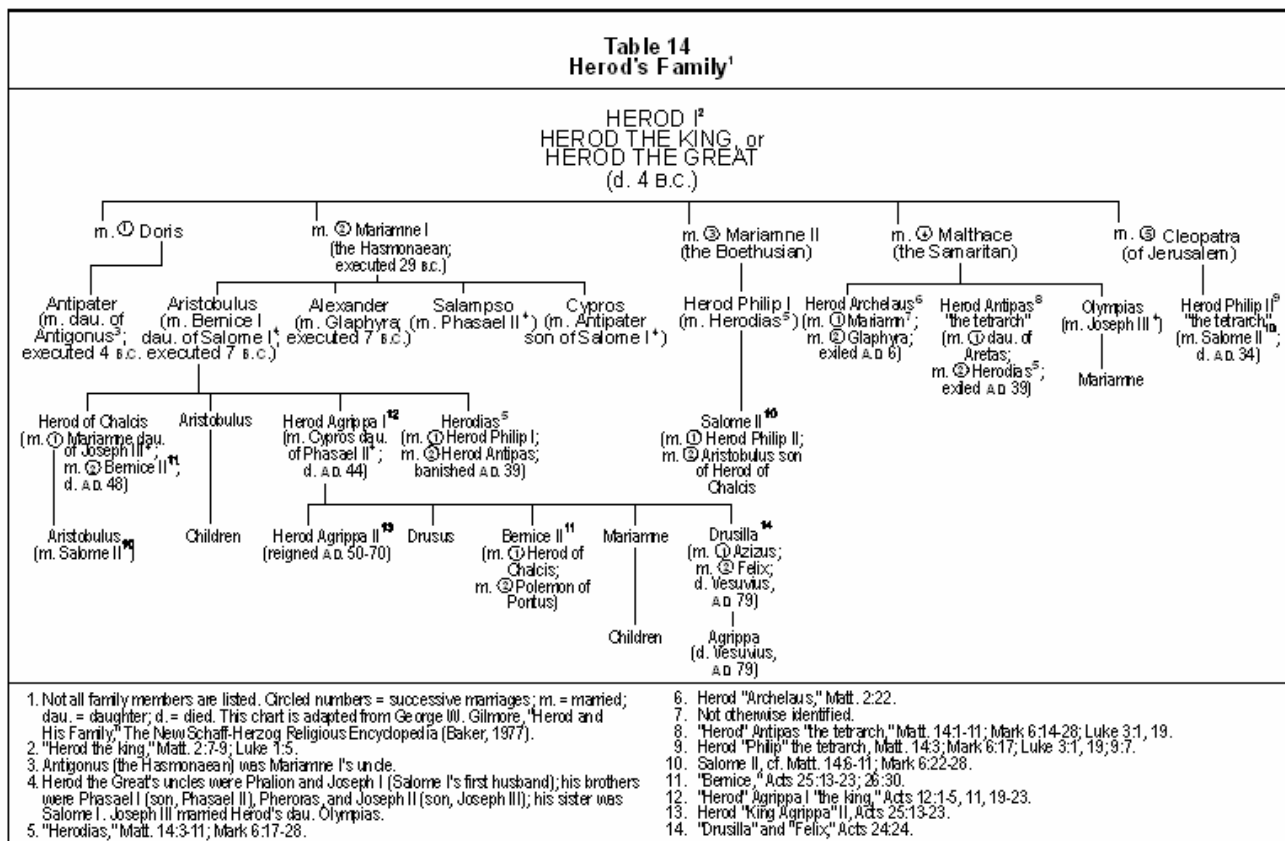 Table 14
Herod's Family¹
HEROD I²
HEROD THE KING, or
HEROD THE GREAT
(d. 4 B.C.)
m. ① Doris
m. ② Mariamne I
(the Hasmonaean;
executed 29 B.C.)
m. ③ Mariamne II
(the Boethusian)
m. ④ Malthace
(the Samaritan)
m. ⑤ Cleopatra
(of Jerusalem)
Antipater
(m. dau. of
Antigonus³;
executed 4 B.C.
Aristobulus
(m. Bernice I
dau. of Salome I⁴;
executed 7 B.C.)
Alexander
(m. Glaphyra;
executed 7 B.C.)
Salampso
(m. Phasael II⁴)
Cypros
(m. Antipater
son of Salome I⁴)
Herod Philip I
(m. Herodias⁵)
Herod Archelaus⁶
(m. ① Mariamn⁷;
m. ② Glaphyra;
exiled A.D. 6)
Herod Antipas⁸
"the tetrarch"
(m. ① dau. of
Aretas;
m. ② Herodias⁵;
exiled A.D. 39)
Olympias
(m. Joseph III⁴)
Mariamne
Herod Philip II⁹
"the tetrarch"
(m. Salome II¹⁰;
d. A.D. 34)
Herod of Chalcis
(m. ① Mariamne dau.
of Joseph III⁴;
m. ② Bernice II¹¹;
d. A.D. 48)
Aristobulus
Herod Agrippa I¹²
(m. Cypros dau.
of Phasael II⁴;
d. A.D. 44)
Herodias⁵
(m. ① Herod Philip I;
m. ② Herod Antipas;
banished A.D. 39)
Salome II¹⁰
(m. ① Herod Philip II;
m. ② Aristobulus son
of Herod of
Chalcis
Aristobulus
(m. Salome II¹⁰)
Children
Herod Agrippa II¹³
(reigned A.D. 50-70)
Drusus
Bernice II¹¹
(m. ① Herod of
Chalcis;
m. ② Polemon of
Pontus)
Mariamne
Drusilla¹⁴
(m. ① Azizus;
m. ② Felix;
d. Vesuvius,
A.D. 79)
Children
Agrippa
(d. Vesuvius,
A.D. 79)
1. Not all family members are listed. Circled numbers = successive marriages; m. = married;
dau. = daughter; d. = died. This chart is adapted from George W. Gilmore, "Herod and
His Family," The New Schaff-Herzog Religious Encyclopedia (Baker, 1977).
2. "Herod the king," Matt. 2:7-9; Luke 1:5.
3. Antigonus (the Hasmonaean) was Mariamne I's uncle.
4. Herod the Great's uncles were Phalion and Joseph I (Salome I's first husband); his brothers
were Phasael I (son, Phasael II), Pheroras, and Joseph II (son, Joseph III); his sister was
Salome I. Joseph III married Herod's dau. Olympias.
5. "Herodias," Matt. 14:3-11; Mark 6:17-28.
6. Herod "Archelaus," Matt. 2:22.
7. Not otherwise identified.
8. "Herod" Antipas "the tetrarch," Matt. 14:1-11; Mark 6:14-28; Luke 3:1, 19.
9. Herod "Philip" the tetrarch, Matt. 14:3; Mark 6:17; Luke 3:1, 19; 9:7.
10. Salome II, cf. Matt. 14:6-11; Mark 6:22-28.
11. "Bernice," Acts 25:13-23; 26:30.
12. "Herod" Agrippa I "the king," Acts 12:1-5, 11, 19-23.
13. Herod "King Agrippa" II, Acts 25:13-23.
14. "Drusilla" and "Felix," Acts 24:24.